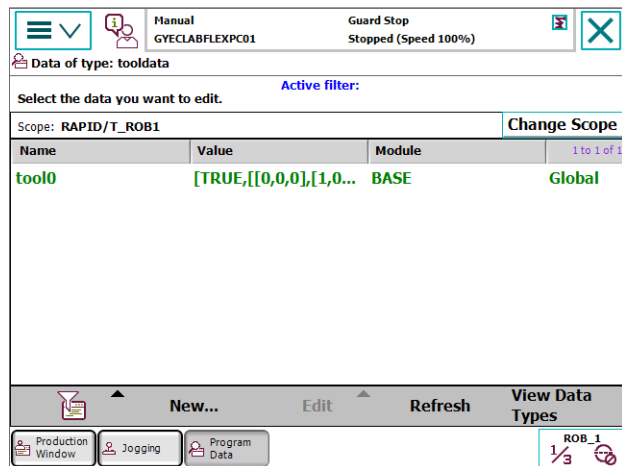 Manual
GYECLABFLEXPC01
Guard Stop
Stopped (Speed 100%)
Data of type: tooldata
Active filter:
Select the data you want to edit.
Scope: RAPID/T_ROB1
Change Scope
Name Value Module 1 to 1 of 1
tool0 [TRUE,[[0,0,0],[1,0... BASE Global
New... Edit Refresh View Data Types
Production Window
Jogging
Program Data
ROB_1
1/3